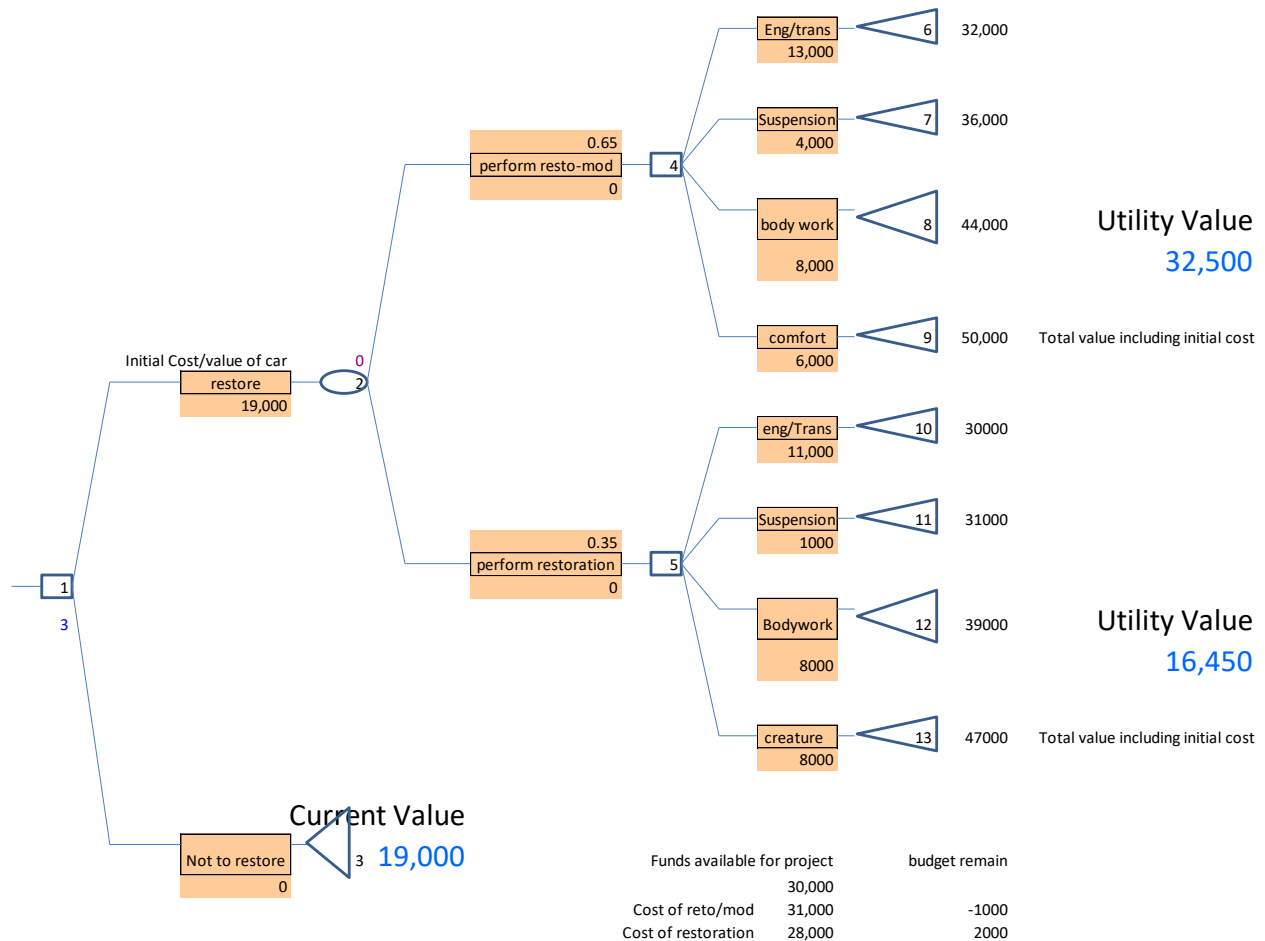 Eng/trans
13,000
6
32,000
Suspension
4,000
7
36,000
0.65
perform resto-mod
0
4
body work
8,000
8
44,000
Utility Value
32,500
comfort
6,000
9
50,000
Total value including initial cost
Initial Cost/value of car
restore
19,000
0
2
eng/Trans
11,000
10
30000
Suspension
1000
11
31000
0.35
perform restoration
0
5
1
3
Bodywork
8000
12
39000
Utility Value
16,450
creature
8000
13
47000
Total value including initial cost
Current Value
19,000
Not to restore
0
3
Funds available for project
budget remain
30,000
Cost of reto/mod
31,000
-1000
Cost of restoration
28,000
2000